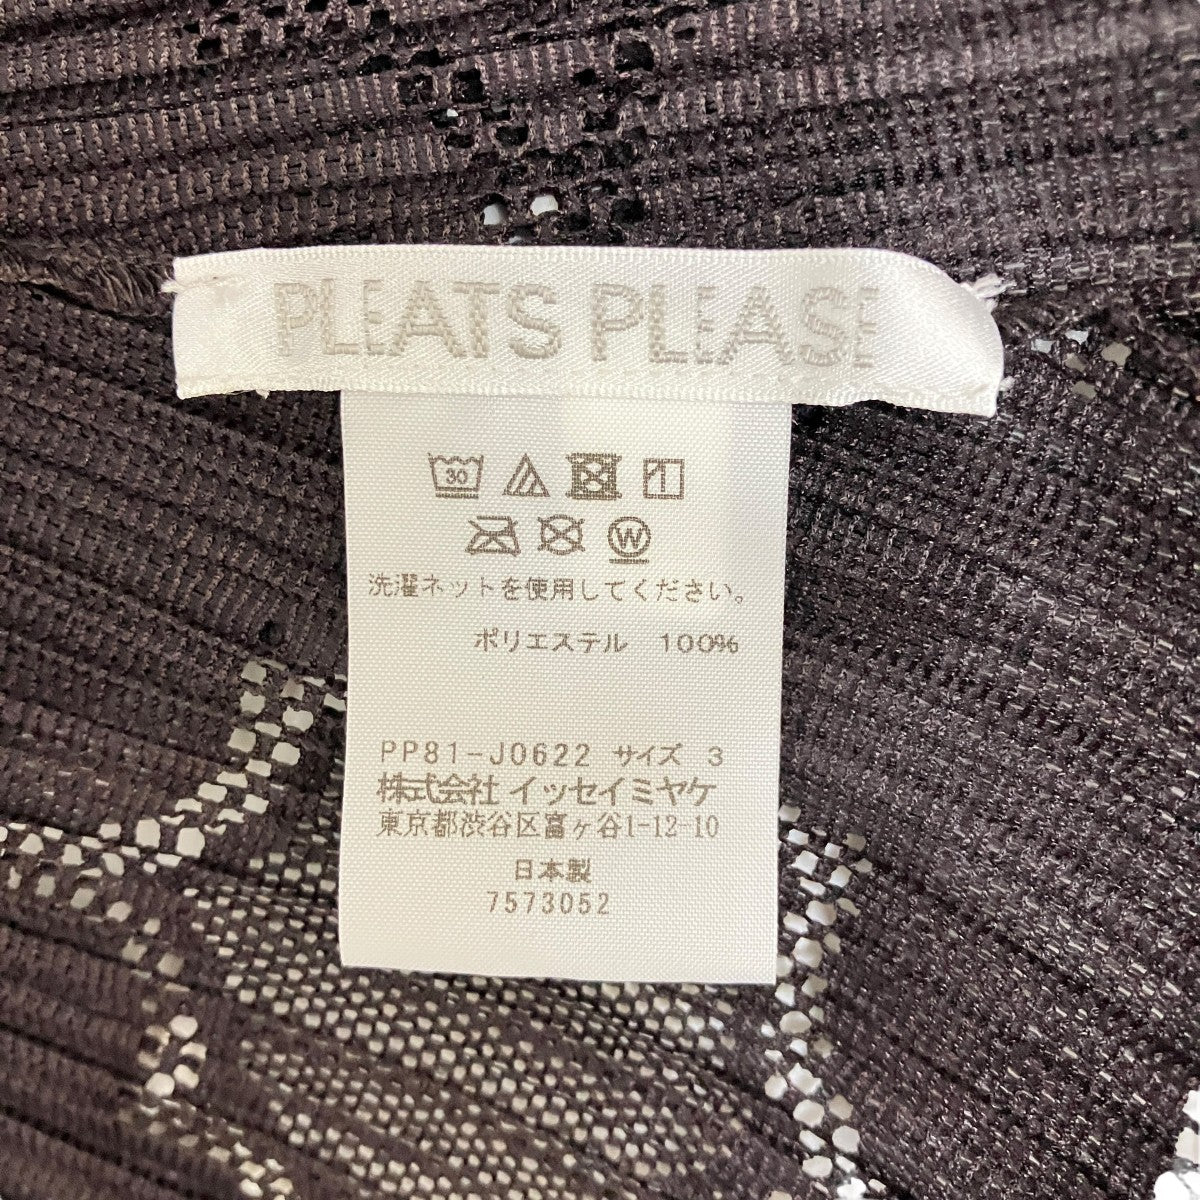 PLEATS PLEASE
30
W
洗濯ネットを使用してください。
ポリエステル 100%
PP81-J0622 サイズ 3
株式会社 イッセイミヤケ
東京都渋谷区富ヶ谷1-12-10
日本製
7573052